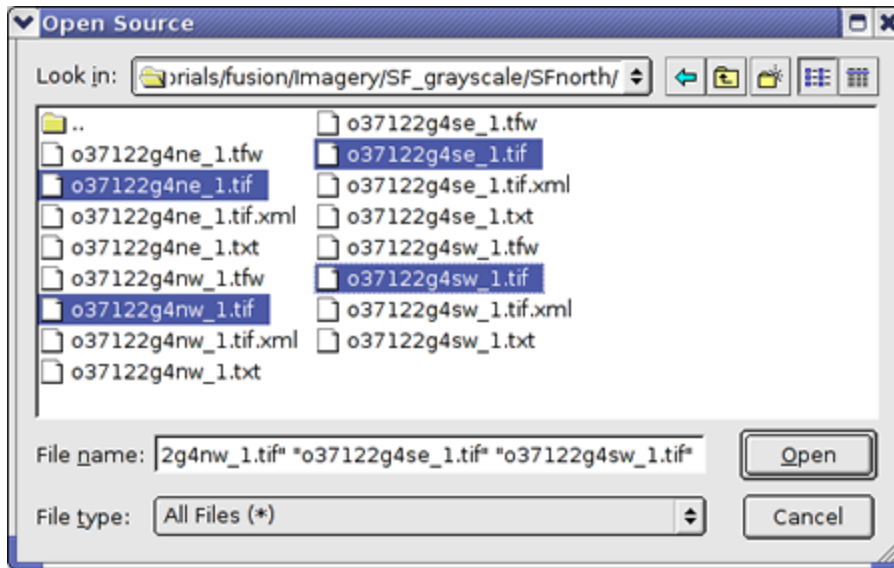 Open Source
Look in: orials/fusion/Imagery/SF_grayscale/SFnorth/
..
o37122g4ne_1.tfw
o37122g4ne_1.tif
o37122g4ne_1.tif.xml
o37122g4ne_1.txt
o37122g4nw_1.tfw
o37122g4nw_1.tif
o37122g4nw_1.tif.xml
o37122g4nw_1.txt
o37122g4se_1.tfw
o37122g4se_1.tif
o37122g4se_1.tif.xml
o37122g4se_1.txt
o37122g4sw_1.tfw
o37122g4sw_1.tif
o37122g4sw_1.tif.xml
o37122g4sw_1.txt
File name: 2g4nw_1.tif" "o37122g4se_1.tif" "o37122g4sw_1.tif"
Open
File type: All Files (*)
Cancel